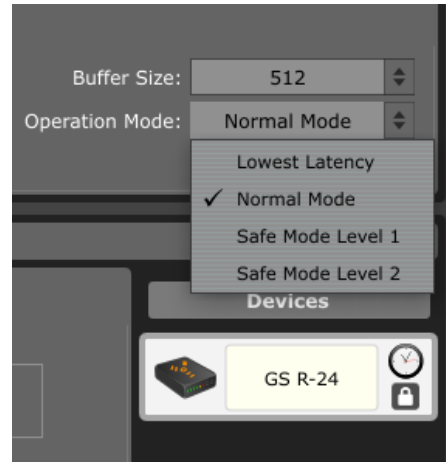 Buffer Size: 512
Operation Mode: Normal Mode
Lowest Latency
✓ Normal Mode
Safe Mode Level 1
Safe Mode Level 2
Devices
GS R-24